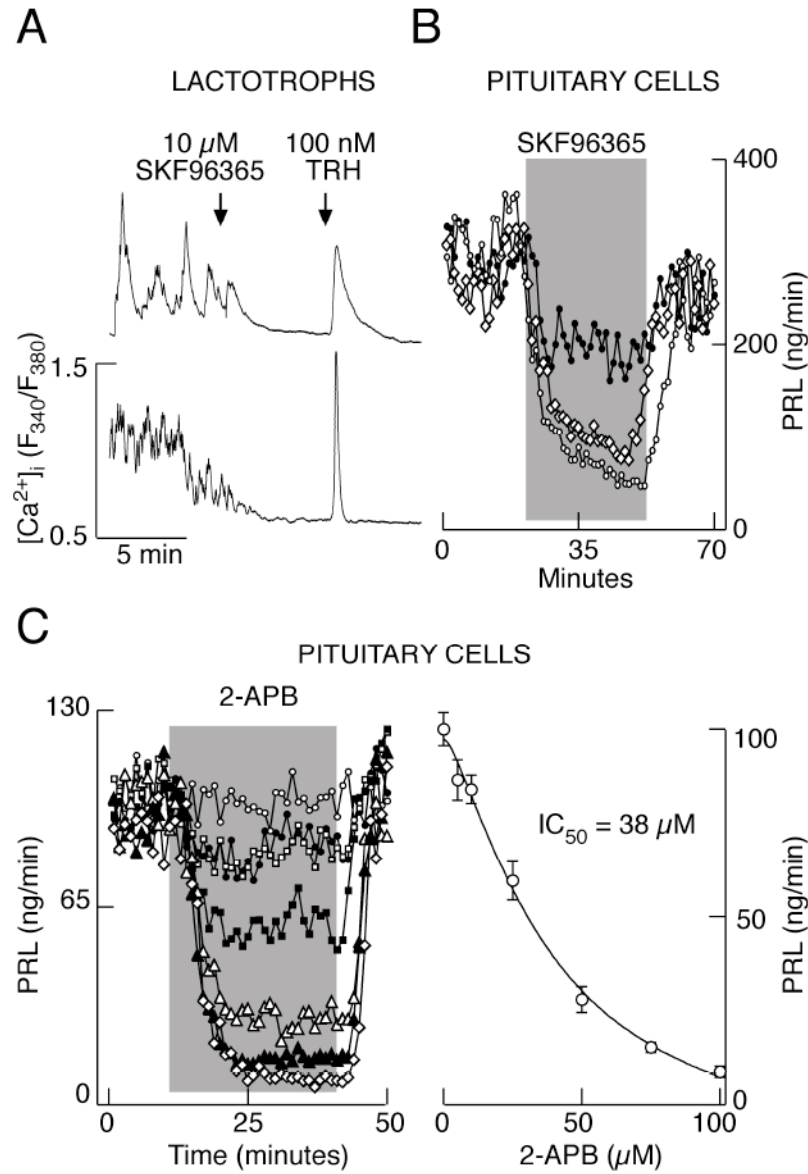 A
LACTOTROPHS
10 µM
SKF96365
100 nM
TRH
1.5
[Ca²⁺]ᵢ (F₃₄₀/F₃₈₀)
0.5
5 min
B
PITUITARY CELLS
SKF96365
400
200
0
PRL (ng/min)
0
35
70
Minutes
C
PITUITARY CELLS
2-APB
130
65
0
PRL (ng/min)
0
25
50
Time (minutes)
IC₅₀ = 38 µM
100
50
0
PRL (ng/min)
0
50
100
2-APB (µM)